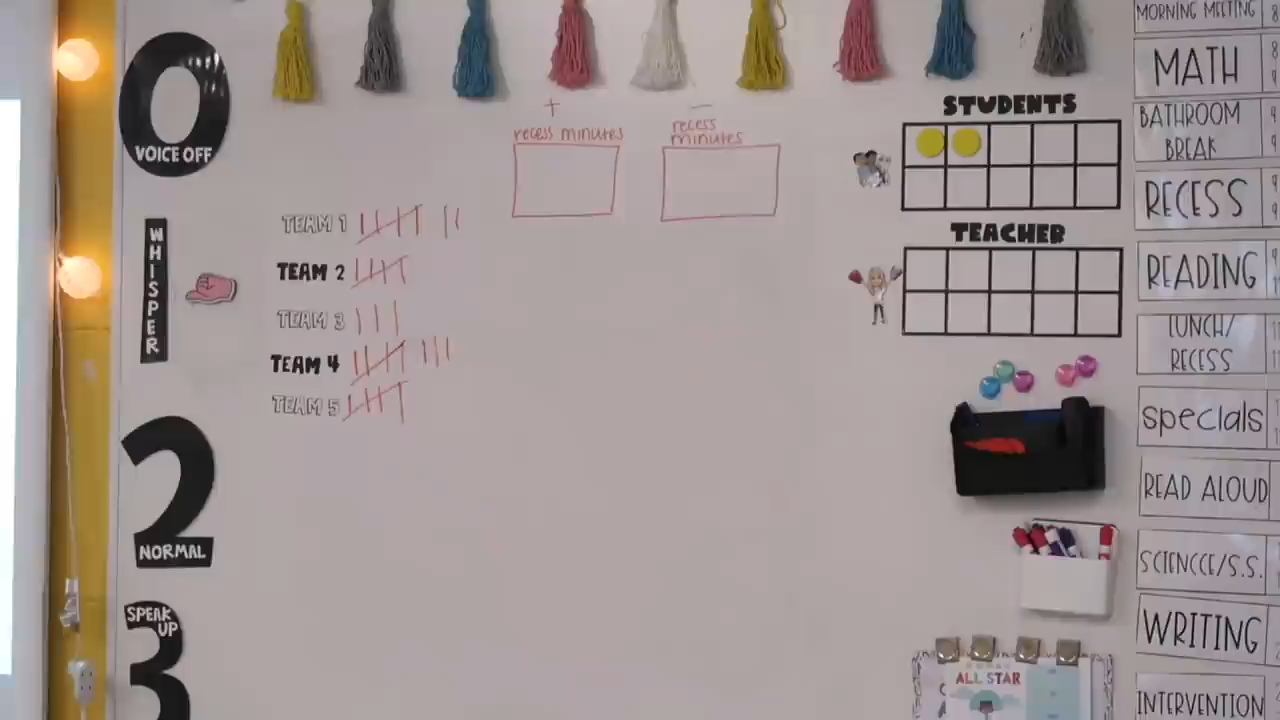 0
VOICE OFF
WHISPER
2
NORMAL
SPEAK
UP
3
+
recess minutes
−
recess
minutes
TEAM 1
TEAM 2
TEAM 3
TEAM 4
TEAM 5
STUDENTS
TEACHER
ALL STAR
MORNING MEETING
MATH
BATHROOM
BREAK
RECESS
READING
LUNCH/
RECESS
specials
READ ALOUD
SCIENCCE/S.S.
WRITING
INTERVENTION